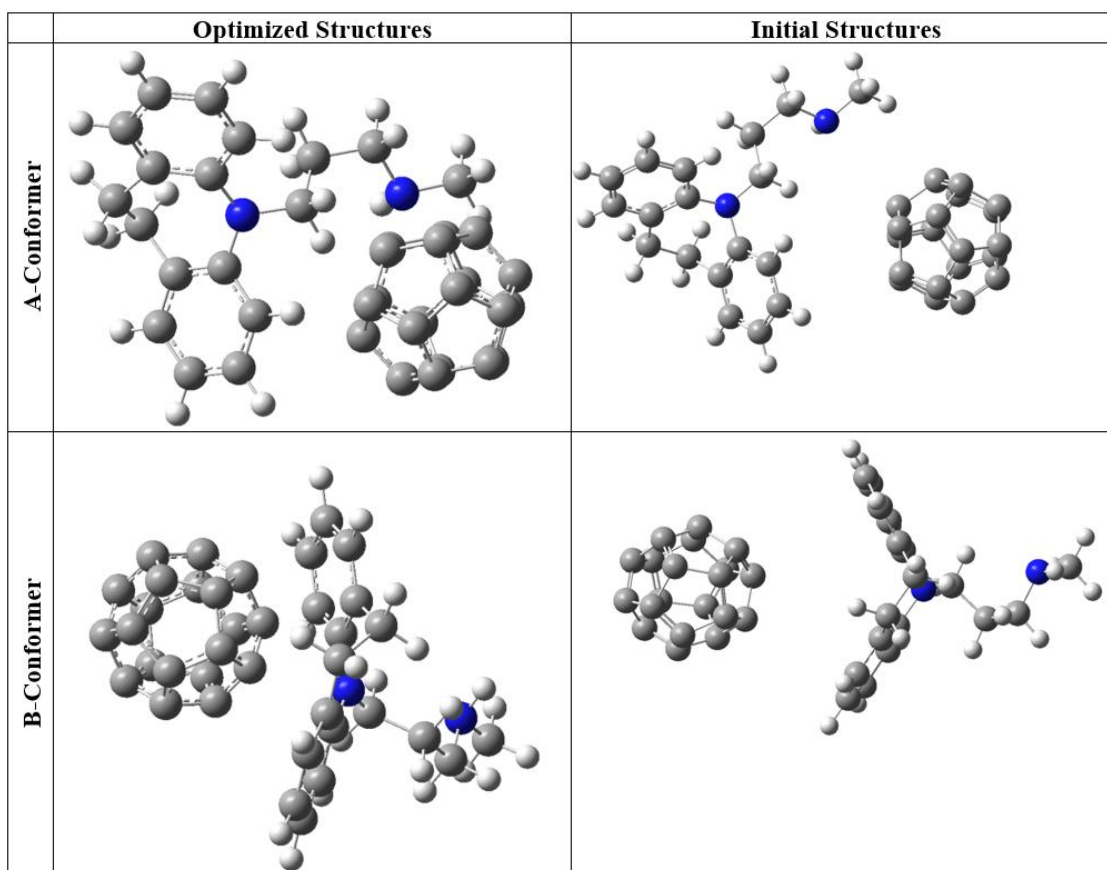 Optimized Structures
Initial Structures
A-Conformer
B-Conformer